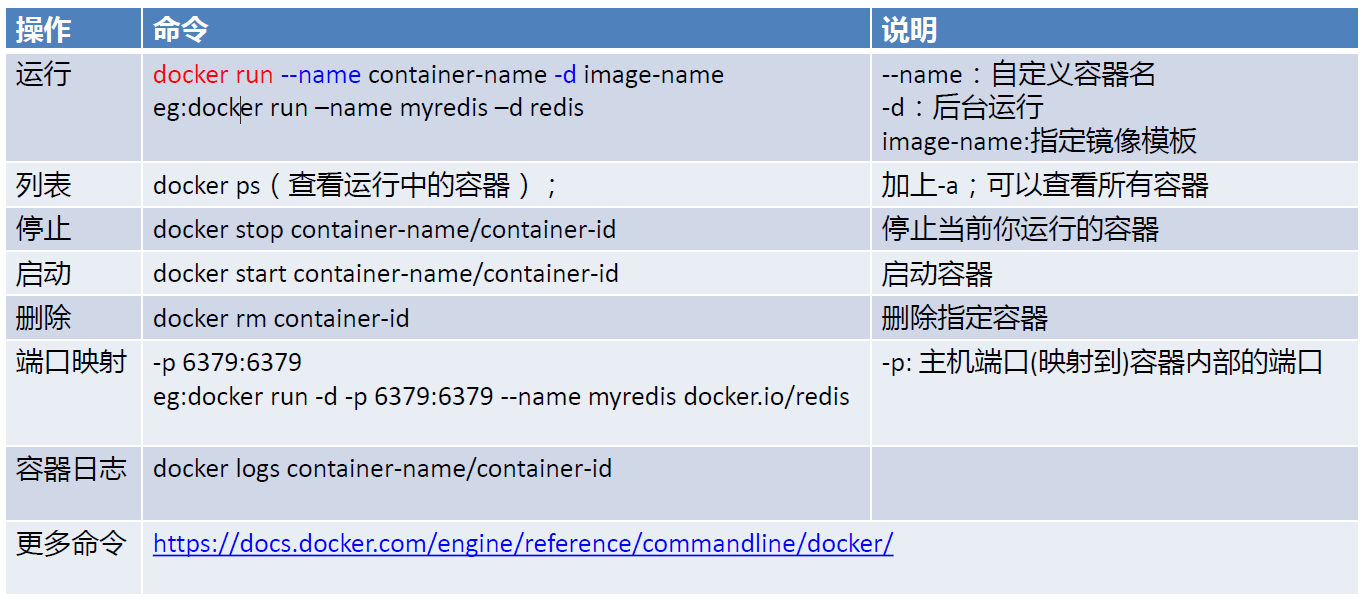 操作 命令 说明
运行 docker run --name container-name -d image-name --name：自定义容器名
eg:docker run –name myredis –d redis -d：后台运行
image-name:指定镜像模板
列表 docker ps（查看运行中的容器）； 加上-a；可以查看所有容器
停止 docker stop container-name/container-id 停止当前你运行的容器
启动 docker start container-name/container-id 启动容器
删除 docker rm container-id 删除指定容器
端口映射 -p 6379:6379 -p: 主机端口(映射到)容器内部的端口
eg:docker run -d -p 6379:6379 --name myredis docker.io/redis
容器日志 docker logs container-name/container-id
更多命令 https://docs.docker.com/engine/reference/commandline/docker/